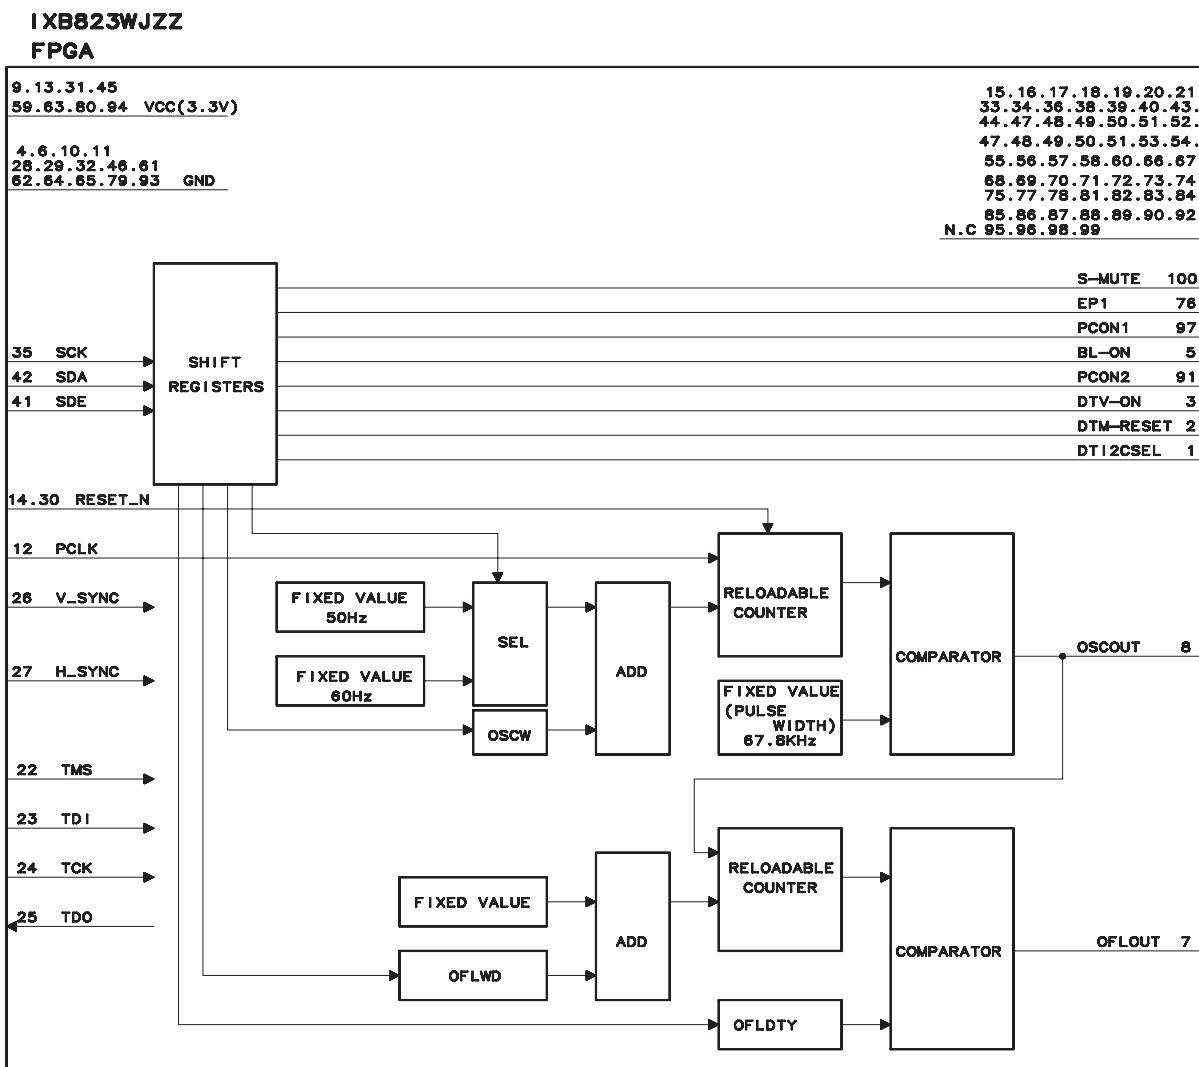 IXB823WJZZ
FPGA
9.13.31.45
59.63.80.94 VCC(3.3V)
4.6.10.11
28.29.32.46.61
62.64.65.79.93 GND
15.16.17.18.19.20.21
33.34.36.38.39.40.43.
44.47.48.49.50.51.52.
47.48.49.50.51.53.54.
55.56.57.58.60.66.67
68.69.70.71.72.73.74
75.77.78.81.82.83.84
85.86.87.88.89.90.92
N.C 95.96.98.99
S-MUTE 100
EP1 76
PCON1 97
BL-ON 5
PCON2 91
DTV-ON 3
DTM-RESET 2
DTI2CSEL 1
35 SCK
42 SDA
41 SDE
SHIFT
REGISTERS
14.30 RESET_N
12 PCLK
26 V_SYNC
27 H_SYNC
22 TMS
23 TDI
24 TCK
25 TDO
FIXED VALUE
50Hz
FIXED VALUE
60Hz
SEL
OSCW
ADD
RELOADABLE
COUNTER
FIXED VALUE
(PULSE
WIDTH)
67.8KHz
COMPARATOR
OSCOUT 8
FIXED VALUE
OFLWD
ADD
RELOADABLE
COUNTER
OFLDTY
COMPARATOR
OFLOUT 7